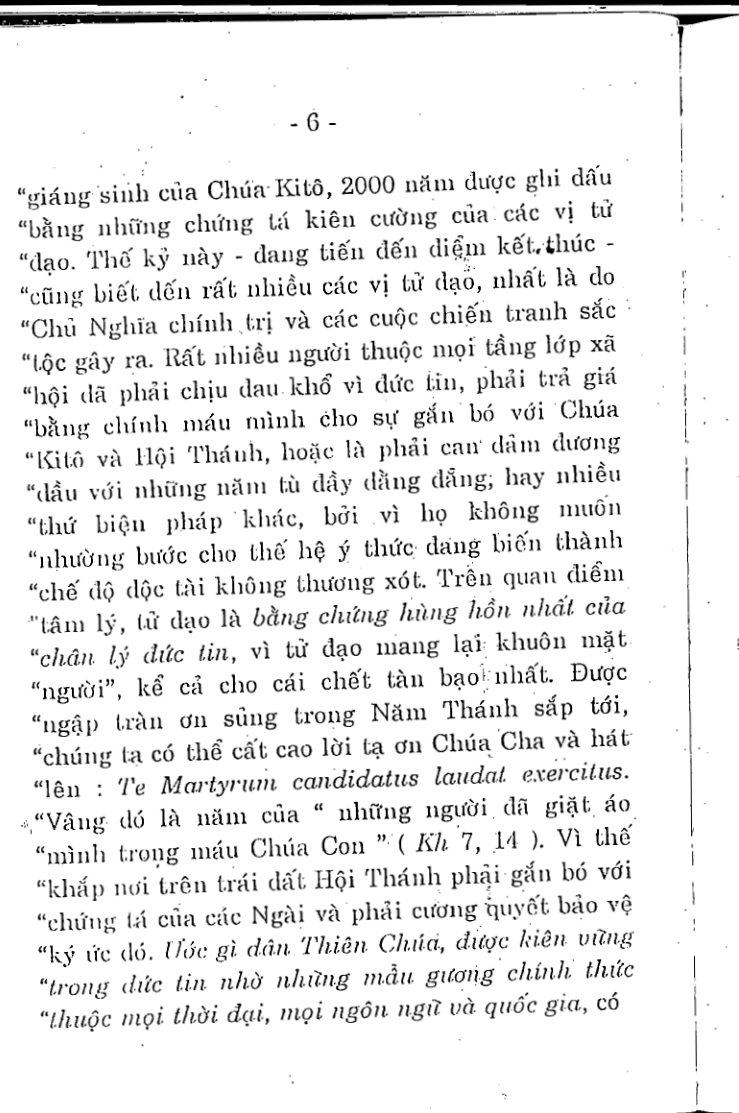 - 6 -
“giáng sinh của Chúa Kitô, 2000 năm được ghi dấu
“bằng những chứng tá kiên cường của các vị tử
“đạo. Thế kỷ này - đang tiến đến điểm kết thúc -
“cũng biết đến rất nhiều các vị tử đạo, nhất là do
“Chủ Nghĩa chính trị và các cuộc chiến tranh sắc
“tộc gây ra. Rất nhiều người thuộc mọi tầng lớp xã
“hội đã phải chịu đau khổ vì đức tin, phải trả giá
“bằng chính máu mình cho sự gắn bó với Chúa
“Kitô và Hội Thánh, hoặc là phải can đảm đương
“đầu với những năm tù đầy dằng đẳng; hay nhiều
“thứ biện pháp khác, bởi vì họ không muốn
“nhường bước cho thế hệ ý thức đang biến thành
“chế độ độc tài không thương xót. Trên quan điểm
“tâm lý, tử đạo là bằng chứng hùng hồn nhất của
“chân lý đức tin, vì tử đạo mang lại khuôn mặt
“người”, kể cả cho cái chết tàn bạo nhất. Được
“ngập tràn ơn sủng trong Năm Thánh sắp tới,
“chúng ta có thể cất cao lời tạ ơn Chúa Cha và hát
“lên : Te Martyrum candidatus laudat exercitus.
“Vâng đó là năm của “ những người đã giặt áo
“mình trong máu Chúa Con ” ( Kh 7, 14 ). Vì thế
“khắp nơi trên trái đất Hội Thánh phải gắn bó với
“chứng tá của các Ngài và phải cương quyết bảo vệ
“ký ức đó. Ước gì dân Thiên Chúa, được kiên vững
“trong đức tin nhờ những mẫu gương chính thức
“thuộc mọi thời đại, mọi ngôn ngữ và quốc gia, có